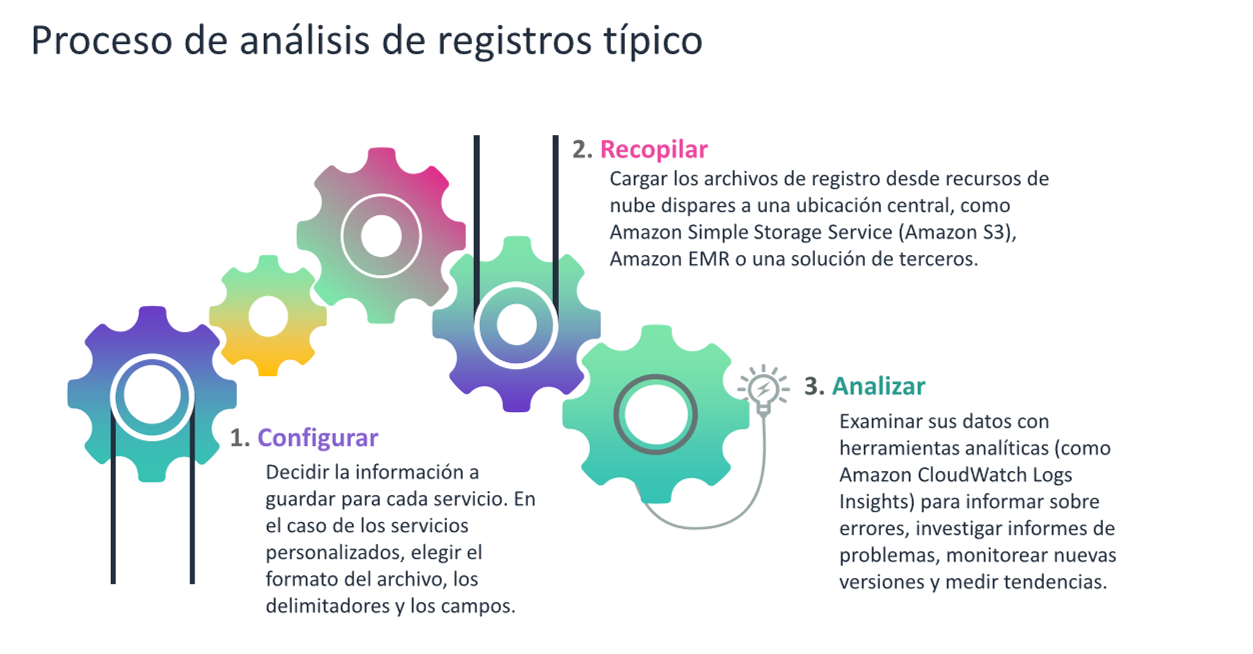 Proceso de análisis de registros típico
2. Recopilar
Cargar los archivos de registro desde recursos de
nube dispares a una ubicación central, como
Amazon Simple Storage Service (Amazon S3),
Amazon EMR o una solución de terceros.
1. Configurar
Decidir la información a
guardar para cada servicio. En
el caso de los servicios
personalizados, elegir el
formato del archivo, los
delimitadores y los campos.
3. Analizar
Examinar sus datos con
herramientas analíticas (como
Amazon CloudWatch Logs
Insights) para informar sobre
errores, investigar informes de
problemas, monitorear nuevas
versiones y medir tendencias.